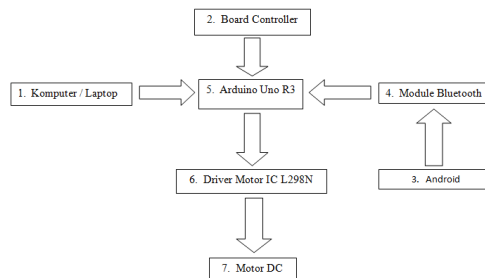 2. Board Controller
1. Komputer / Laptop
5. Arduino Uno R3
4. Module Bluetooth
6. Driver Motor IC L298N
3. Android
7. Motor DC